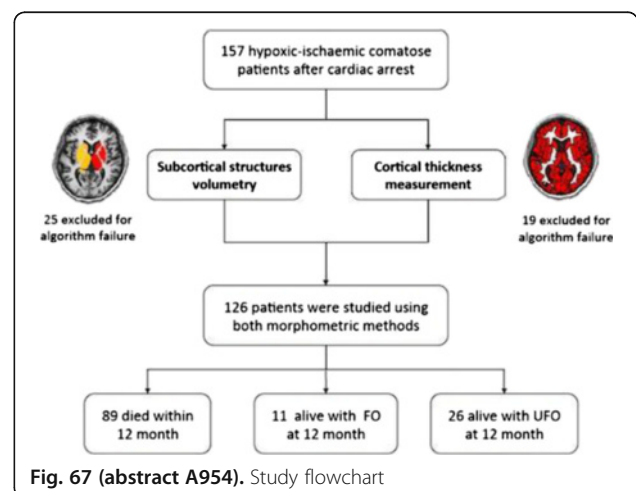 157 hypoxic-ischaemic comatose
patients after cardiac arrest
Subcortical structures
volumetry
Cortical thickness
measurement
25 excluded for
algorithm failure
19 excluded for
algorithm failure
126 patients were studied using
both morphometric methods
89 died within
12 month
11 alive with FO
at 12 month
26 alive with UFO
at 12 month
Fig. 67 (abstract A954). Study flowchart